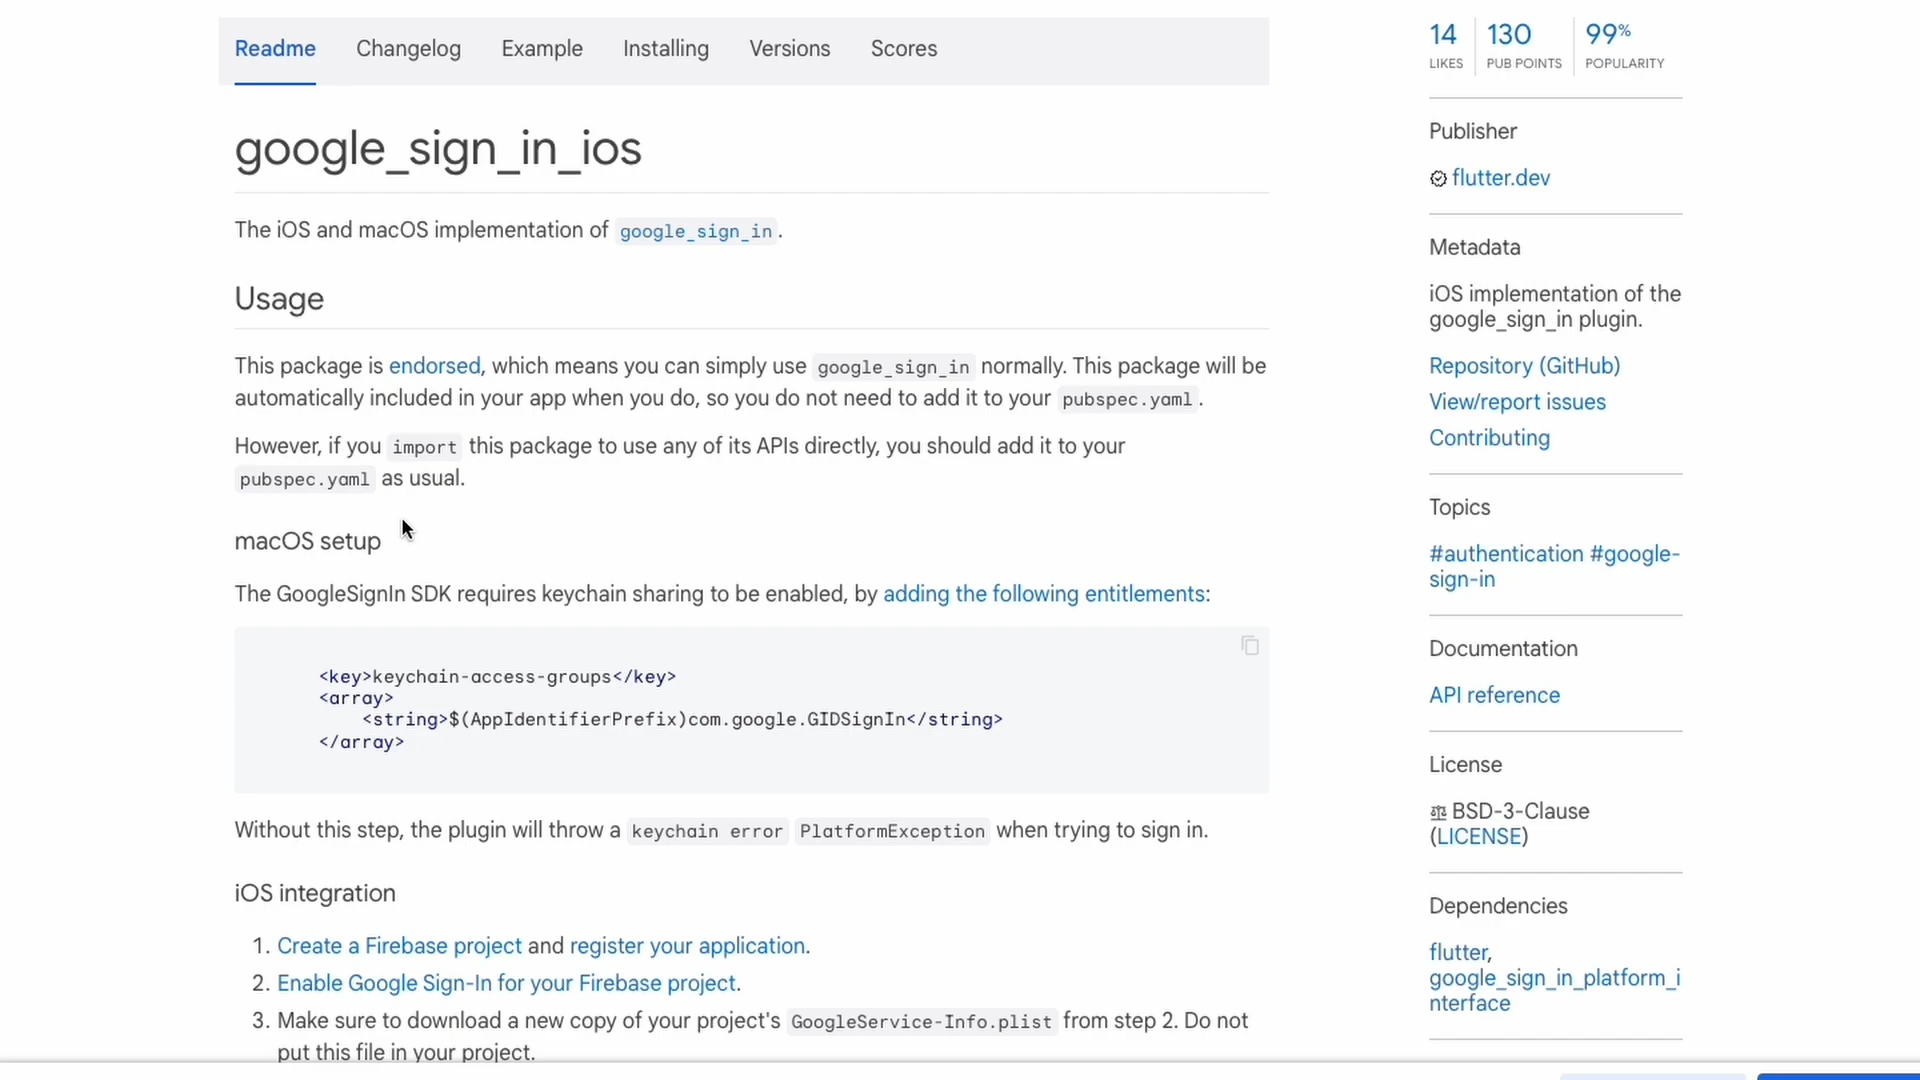 Readme Changelog Example Installing Versions Scores
google_sign_in_ios
The iOS and macOS implementation of google_sign_in.
Usage
This package is endorsed, which means you can simply use google_sign_in normally. This package will be
automatically included in your app when you do, so you do not need to add it to your pubspec.yaml.
However, if you import this package to use any of its APIs directly, you should add it to your
pubspec.yaml as usual.
macOS setup
The GoogleSignIn SDK requires keychain sharing to be enabled, by adding the following entitlements:
<key>keychain-access-groups</key>
<array>
<string>$(AppIdentifierPrefix)com.google.GIDSignIn</string>
</array>
Without this step, the plugin will throw a keychain error PlatformException when trying to sign in.
iOS integration
1. Create a Firebase project and register your application.
2. Enable Google Sign-In for your Firebase project.
3. Make sure to download a new copy of your project's GoogleService-Info.plist from step 2. Do not
put this file in your project.
14 130 99%
LIKES PUB POINTS POPULARITY
Publisher
flutter.dev
Metadata
iOS implementation of the
google_sign_in plugin.
Repository (GitHub)
View/report issues
Contributing
Topics
#authentication #google-
sign-in
Documentation
API reference
License
BSD-3-Clause
(LICENSE)
Dependencies
flutter,
google_sign_in_platform_i
nterface